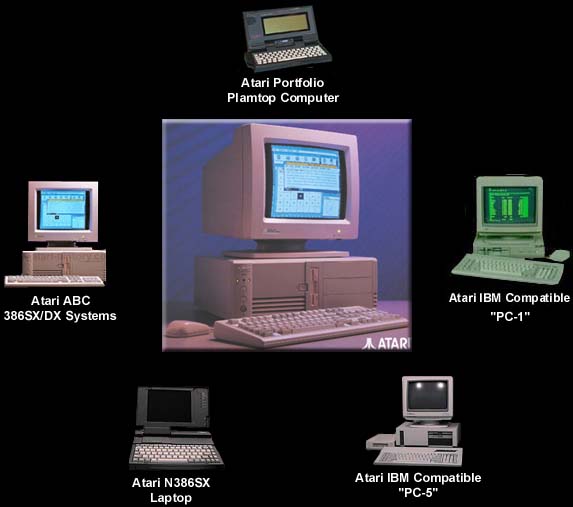 Atari Portfolio
Plamtop Computer
Atari ABC
386SX/DX Systems
Atari IBM Compatible
"PC-1"
ATARI
Atari N386SX
Laptop
Atari IBM Compatible
"PC-5"